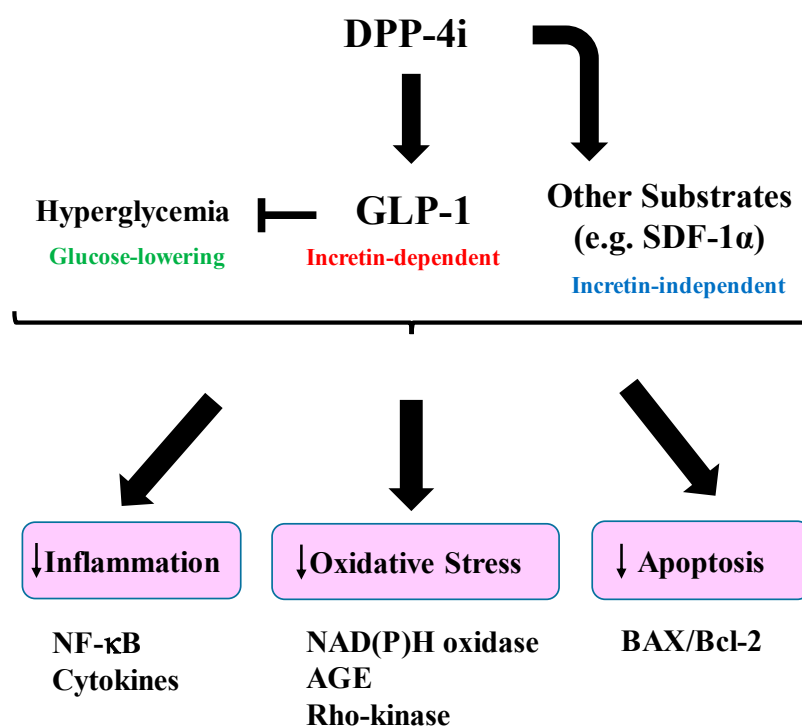 DPP-4i
Hyperglycemia
Glucose-lowering
GLP-1
Incretin-dependent
Other Substrates
(e.g. SDF-1α)
Incretin-independent
↓Inflammation
NF-κB
Cytokines
↓Oxidative Stress
NAD(P)H oxidase
AGE
Rho-kinase
↓ Apoptosis
BAX/Bcl-2